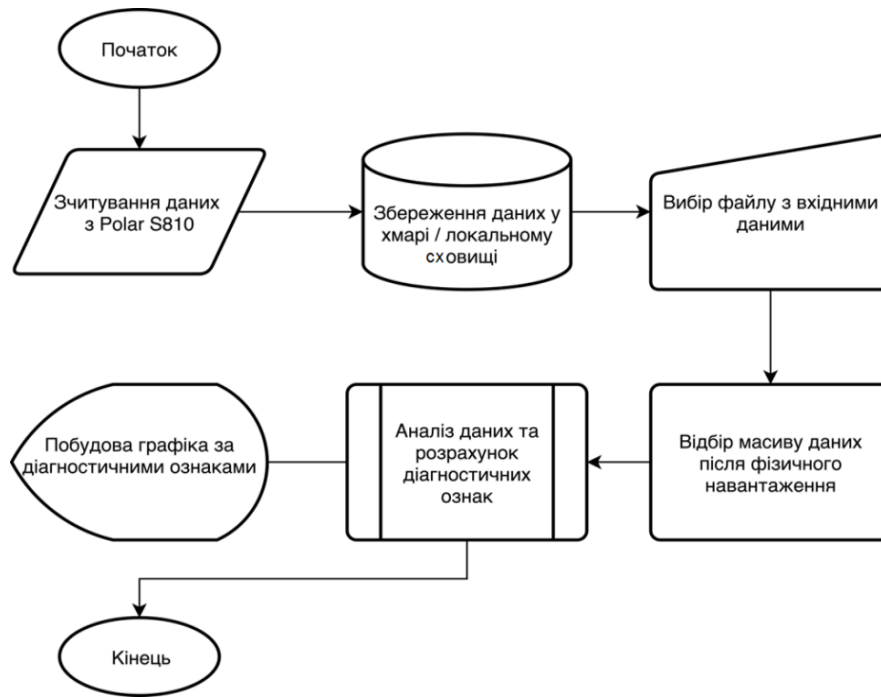 Початок
Зчитування даних
з Polar S810
Збереження даних у
хмарі / локальному
сховищі
Вибір файлу з вхідними
даними
Побудова графіка за
діагностичними ознаками
Аналіз даних та
розрахунок
діагностичних
ознак
Відбір масиву даних
після фізичного
навантаження
Кінець